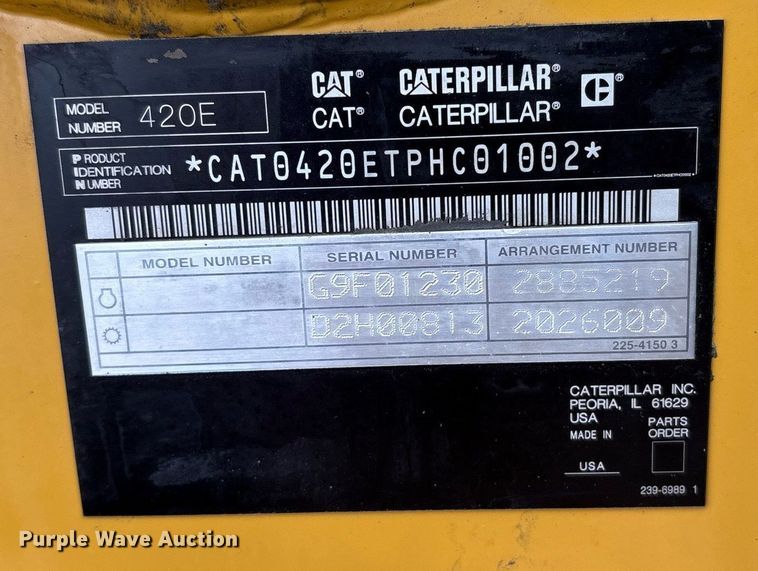 CAT® CATERPILLAR®
CAT® CATERPILLAR®
C®
MODEL NUMBER 420E
PRODUCT IDENTIFICATION NUMBER *CAT0420ETPHC01002*
*CAT0420ETPHC01002*
MODEL NUMBER SERIAL NUMBER ARRANGEMENT NUMBER
G9F01230 2885219
D2H00813 2026009
225-4150 3
CATERPILLAR INC.
PEORIA, IL 61629
USA
MADE IN PARTS ORDER
USA
239-6989 1
Purple Wave Auction